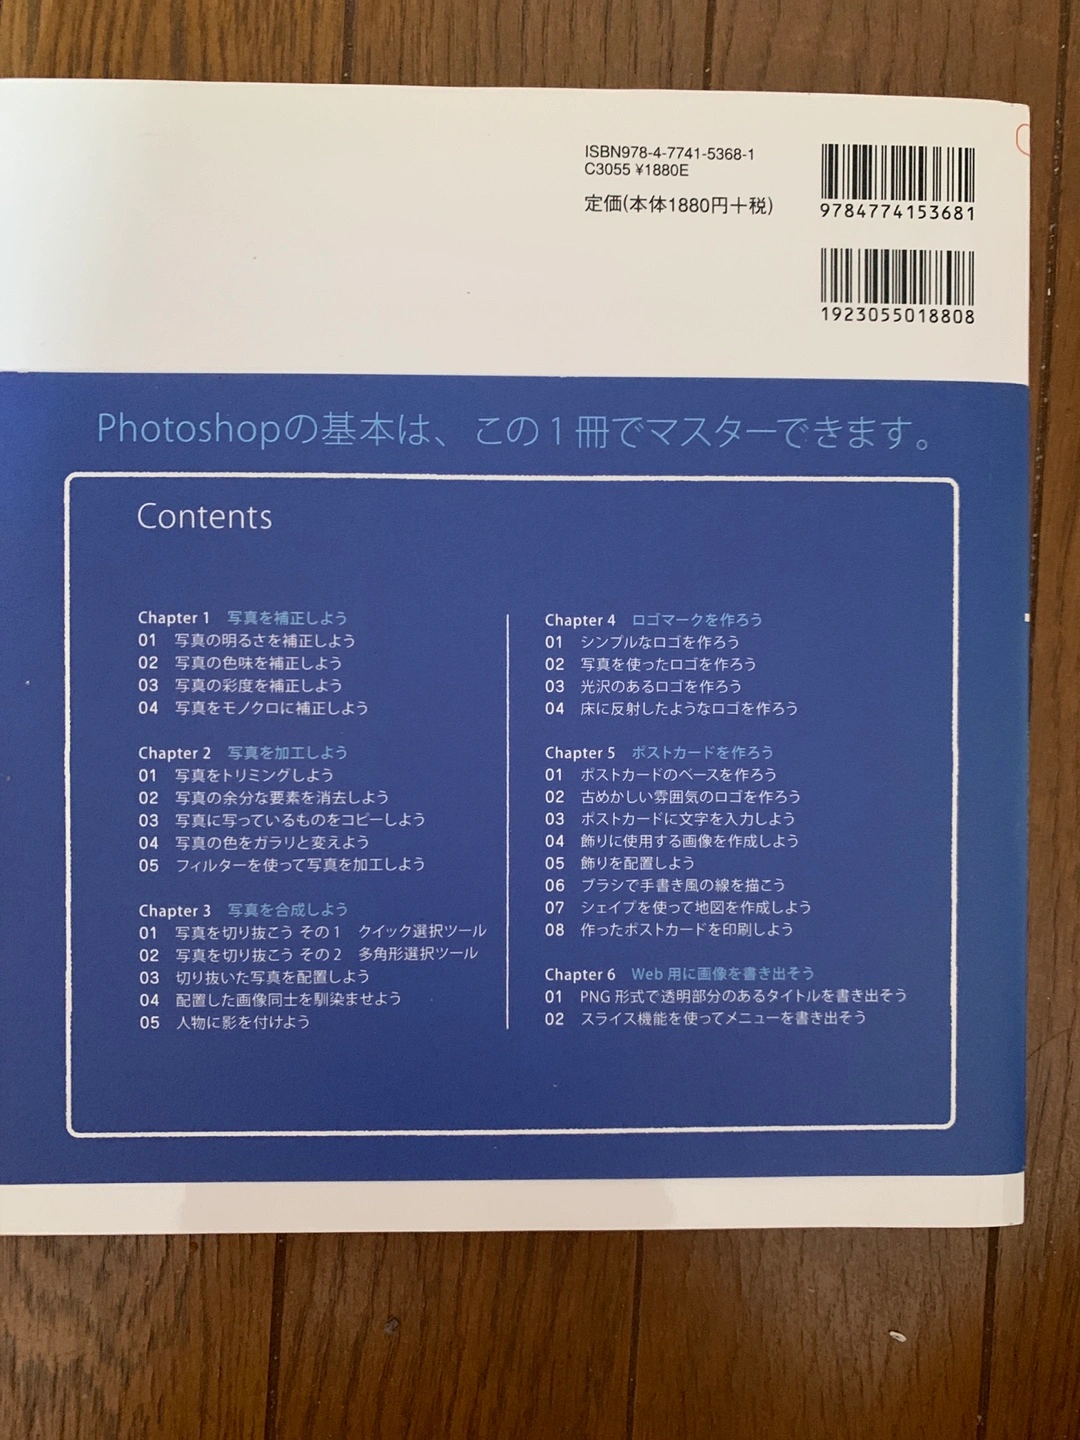 ISBN978-4-7741-5368-1
C3055 ¥1880E
定価(本体1880円+税)
9784774153681
1923055018808
Photoshopの基本は、この1冊でマスターできます。
Contents
Chapter 1 写真を補正しよう
01 写真の明るさを補正しよう
02 写真の色味を補正しよう
03 写真の彩度を補正しよう
04 写真をモノクロに補正しよう
Chapter 2 写真を加工しよう
01 写真をトリミングしよう
02 写真の余分な要素を消去しよう
03 写真に写っているものをコピーしよう
04 写真の色をガラリと変えよう
05 フィルターを使って写真を加工しよう
Chapter 3 写真を合成しよう
01 写真を切り抜こう その1 クイック選択ツール
02 写真を切り抜こう その2 多角形選択ツール
03 切り抜いた写真を配置しよう
04 配置した画像同士を馴染ませよう
05 人物に影を付けよう
Chapter 4 ロゴマークを作ろう
01 シンプルなロゴを作ろう
02 写真を使ったロゴを作ろう
03 光沢のあるロゴを作ろう
04 床に反射したようなロゴを作ろう
Chapter 5 ポストカードを作ろう
01 ポストカードのベースを作ろう
02 古めかしい雰囲気のロゴを作ろう
03 ポストカードに文字を入力しよう
04 飾りに使用する画像を作成しよう
05 飾りを配置しよう
06 ブラシで手書き風の線を描こう
07 シェイプを使って地図を作成しよう
08 作ったポストカードを印刷しよう
Chapter 6 Web用に画像を書き出そう
01 PNG形式で透明部分のあるタイトルを書き出そう
02 スライス機能を使ってメニューを書き出そう